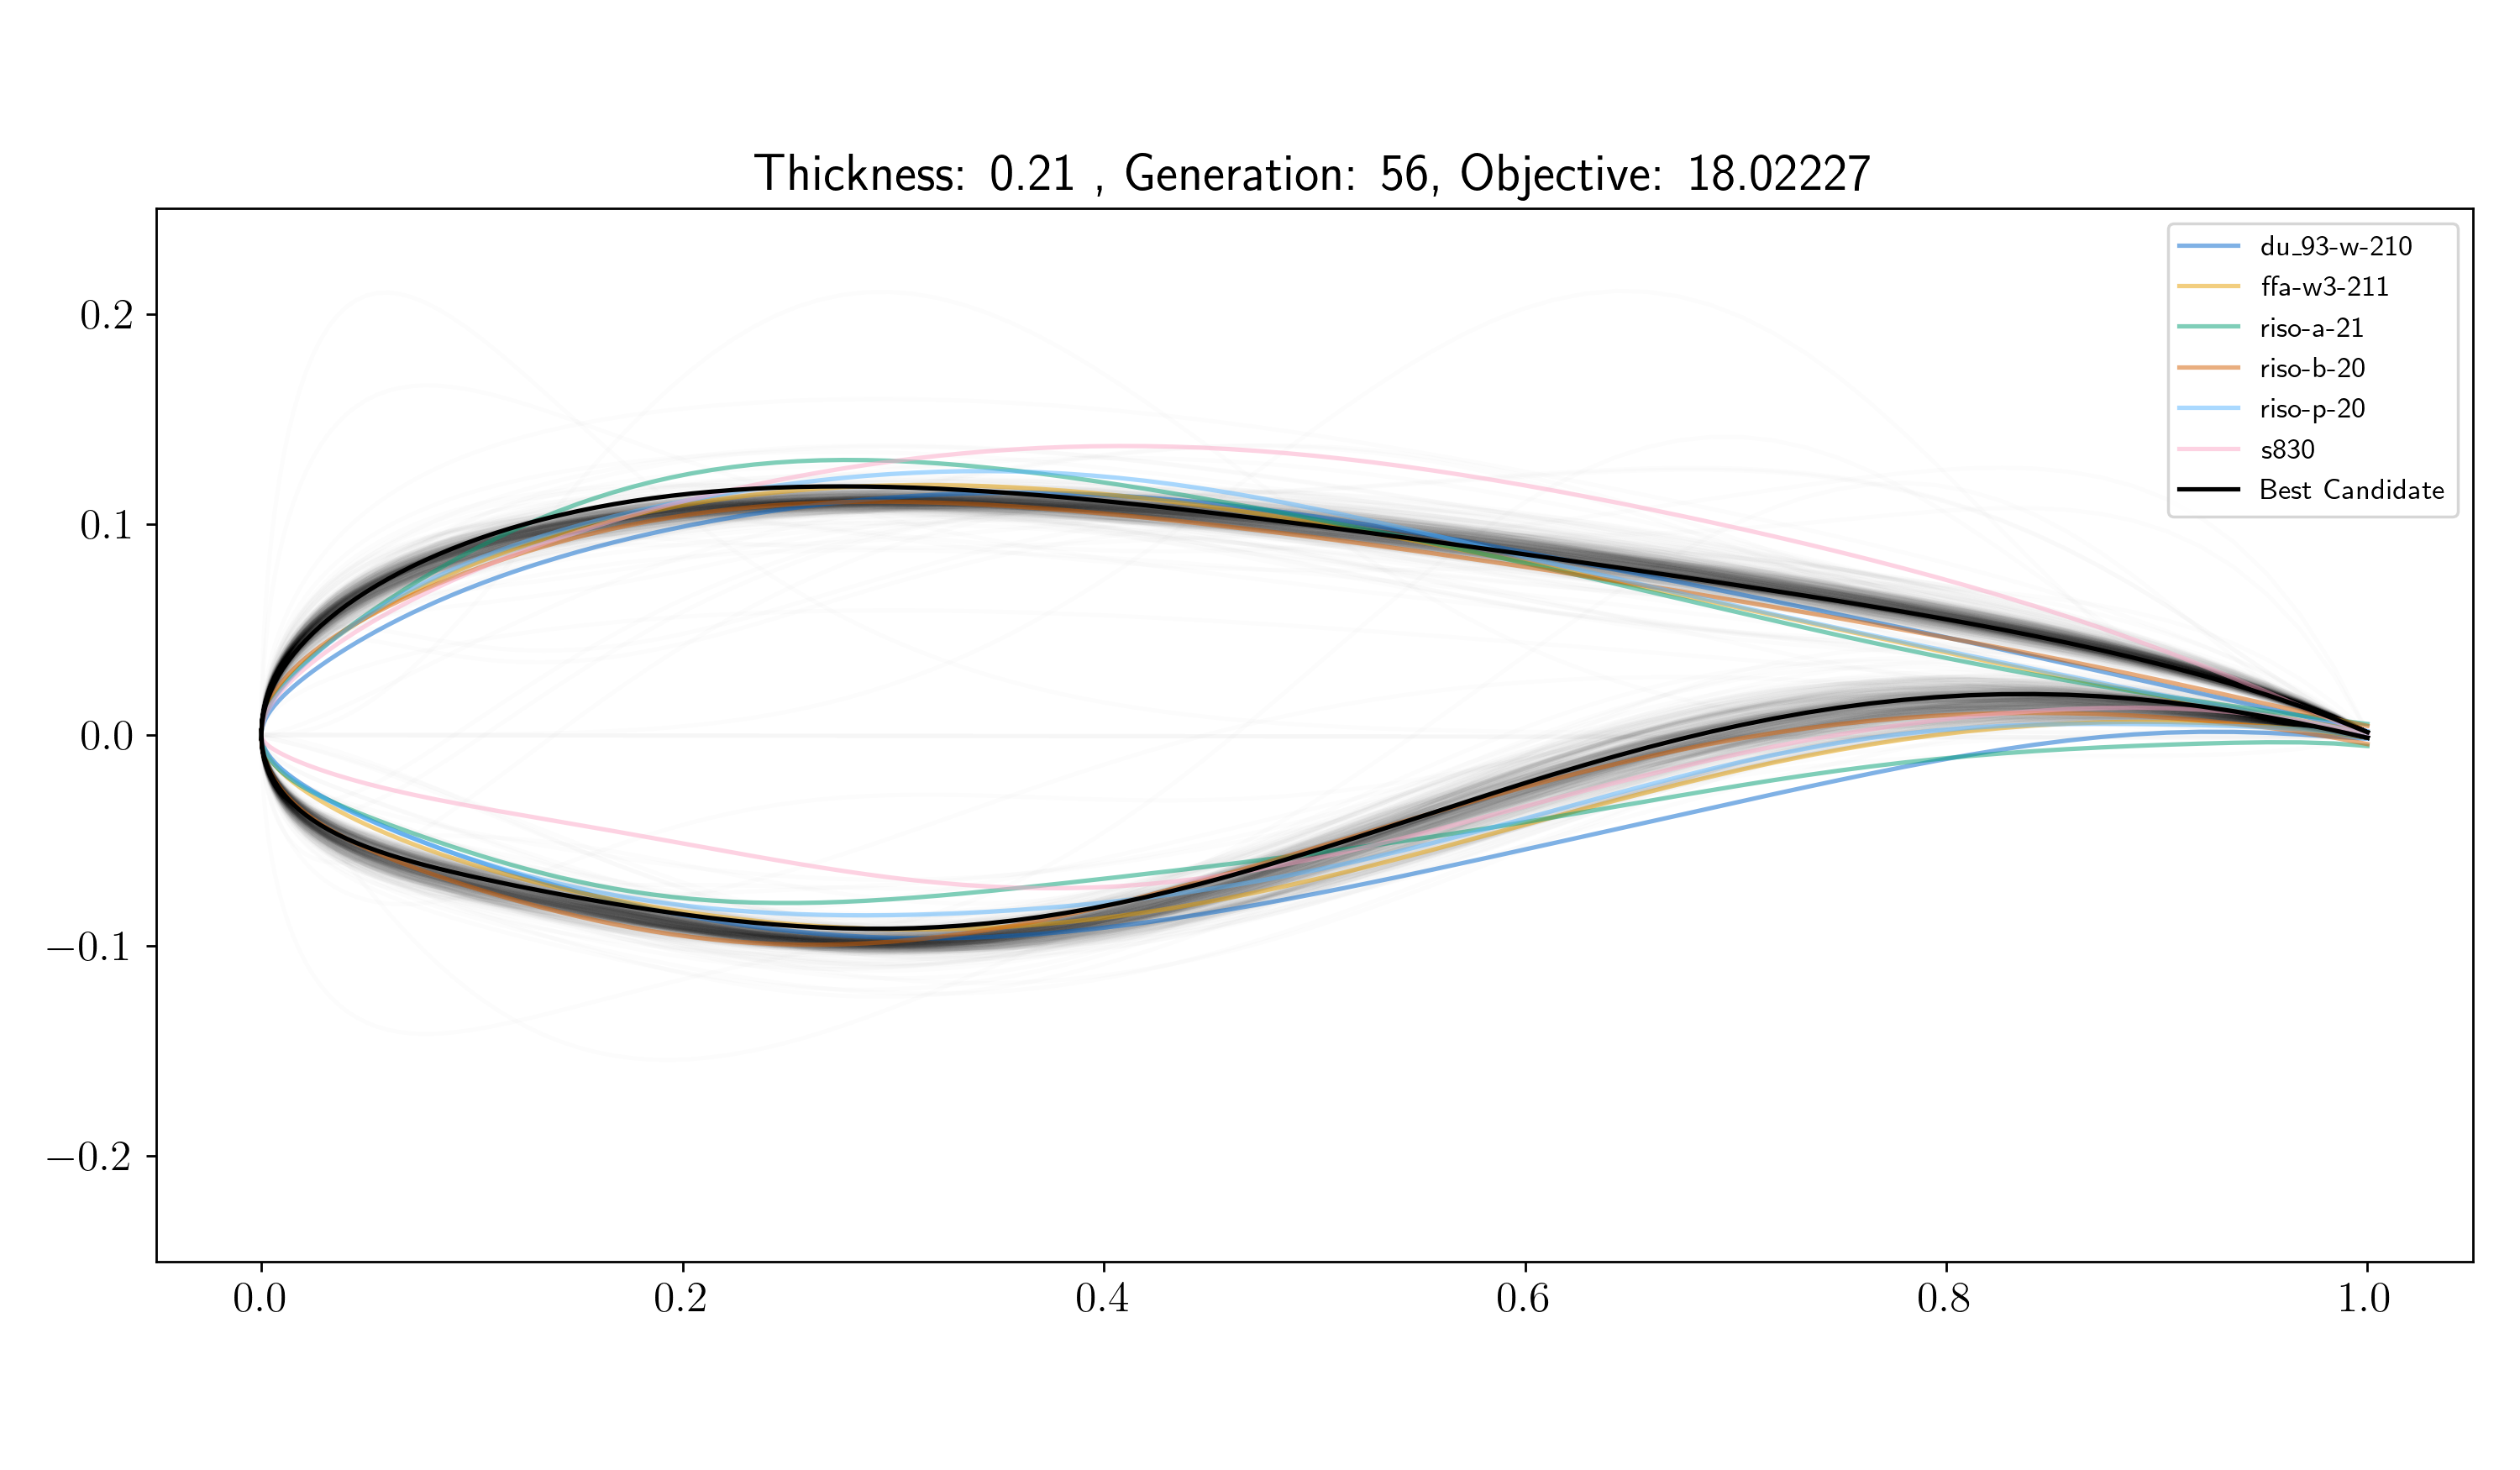 Thickness: 0.21 , Generation: 56, Objective: 18.02227
du_93-w-210
ffa-w3-211
riso-a-21
riso-b-20
riso-p-20
s830
Best Candidate
0.2
0.1
0.0
−0.1
−0.2
0.0 0.2 0.4 0.6 0.8 1.0